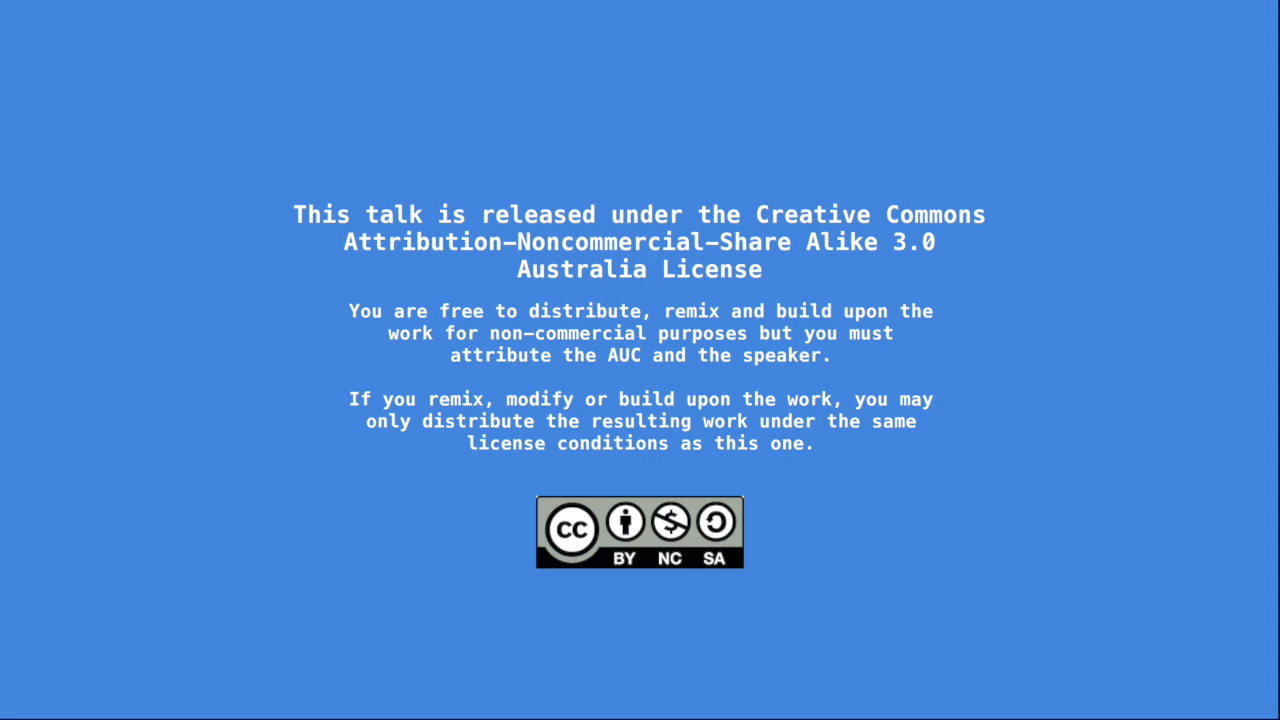 This talk is released under the Creative Commons
Attribution–Noncommercial–Share Alike 3.0
Australia License
You are free to distribute, remix and build upon the
work for non–commercial purposes but you must
attribute the AUC and the speaker.
If you remix, modify or build upon the work, you may
only distribute the resulting work under the same
license conditions as this one.
CC
BY NC SA